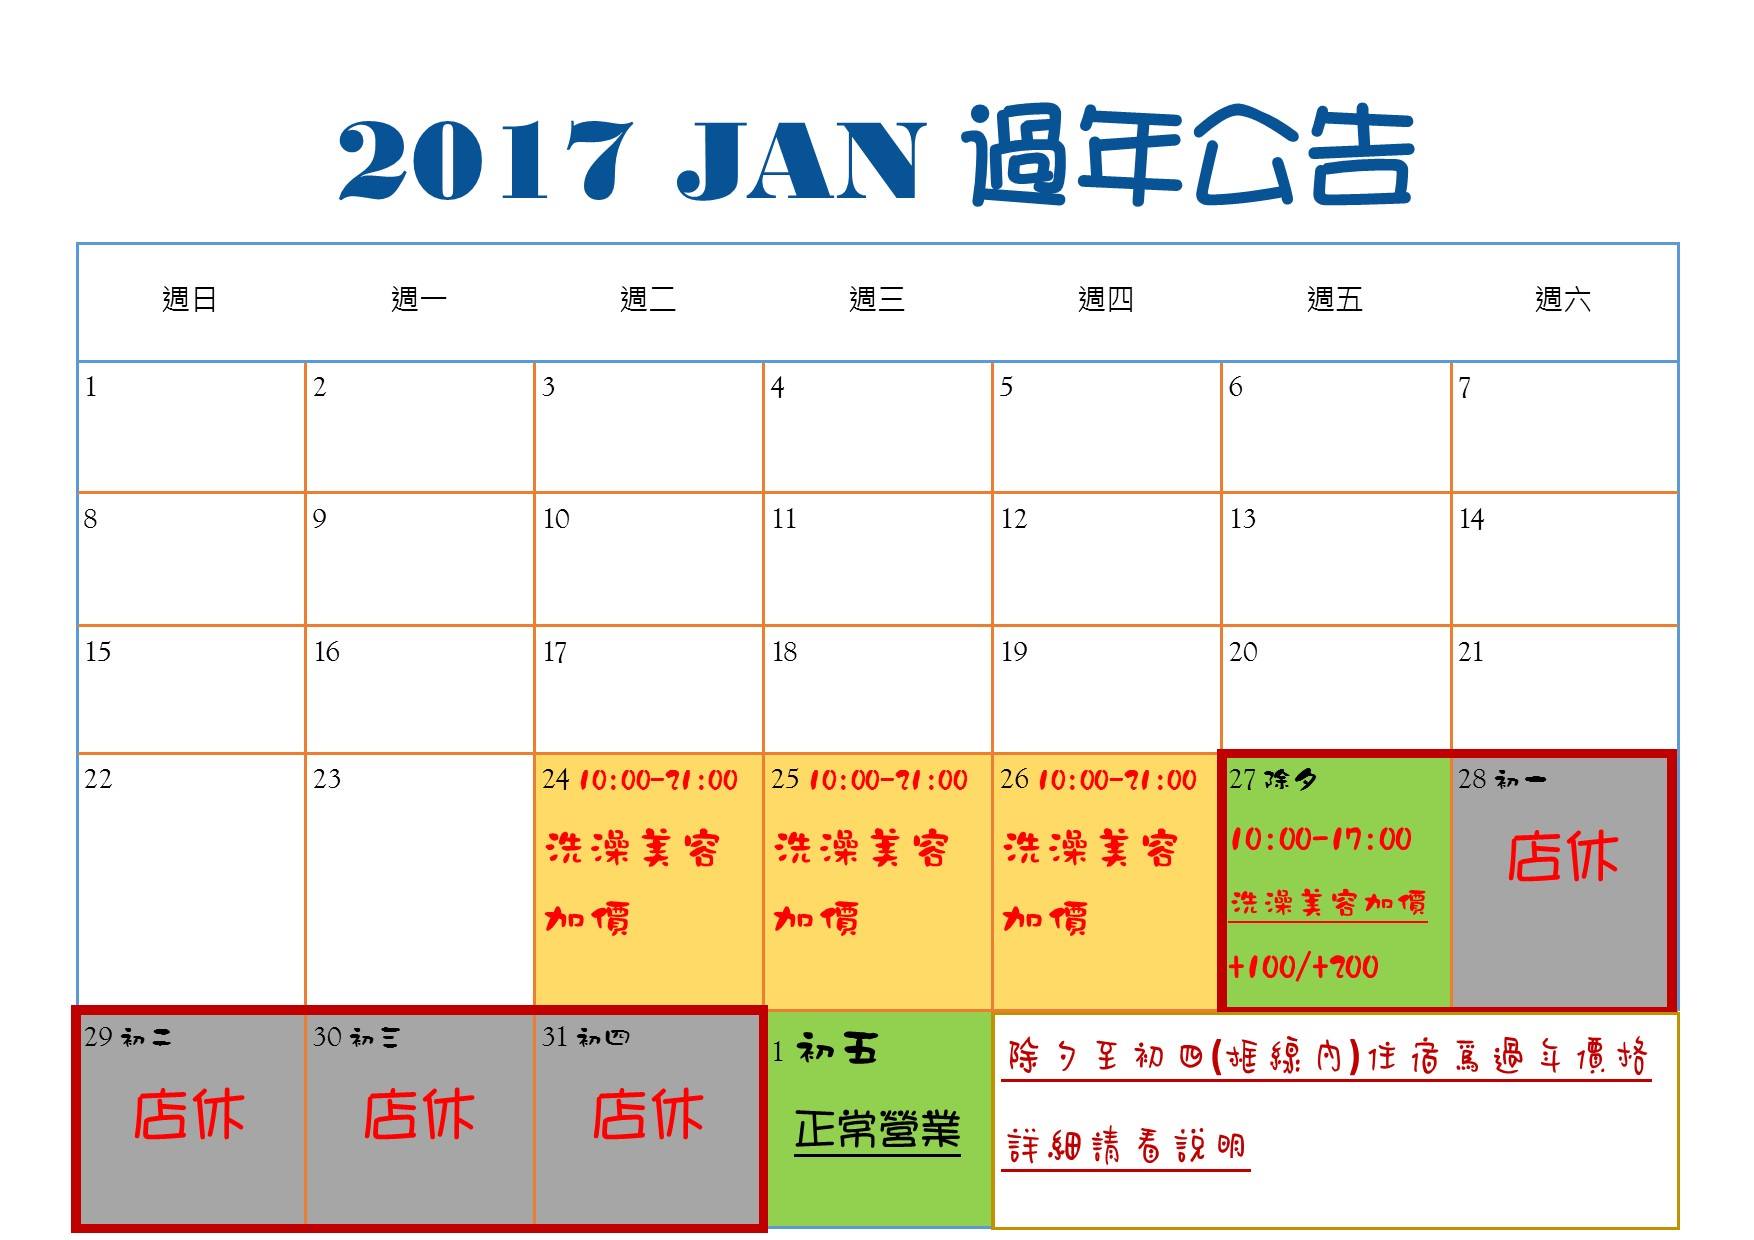 2017 JAN 過年公告
週日 週一 週二 週三 週四 週五 週六
1 2 3 4 5 6 7
8 9 10 11 12 13 14
15 16 17 18 19 20 21
22 23 24 10:00-21:00 25 10:00-21:00 26 10:00-21:00 27 除夕 28 初一
洗澡美容 洗澡美容 洗澡美容 10:00-17:00 店休
加價 加價 加價 洗澡美容加價
+100/+200
29 初二 30 初三 31 初四 1 初五 除夕至初四(框線內)住宿為過年價格
店休 店休 店休 正常營業 詳細請看說明